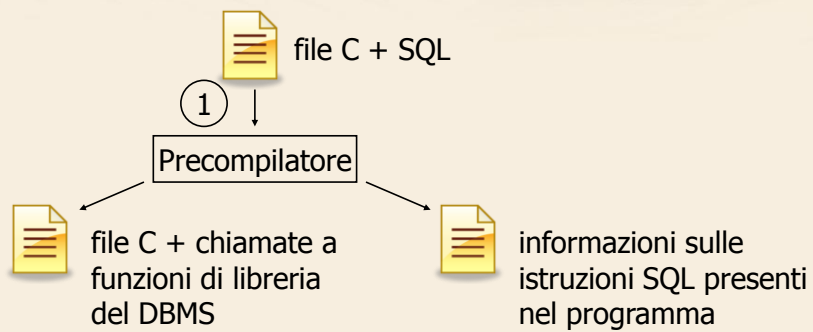 file C + SQL
1
Precompilatore
file C + chiamate a
funzioni di libreria
del DBMS
informazioni sulle
istruzioni SQL presenti
nel programma